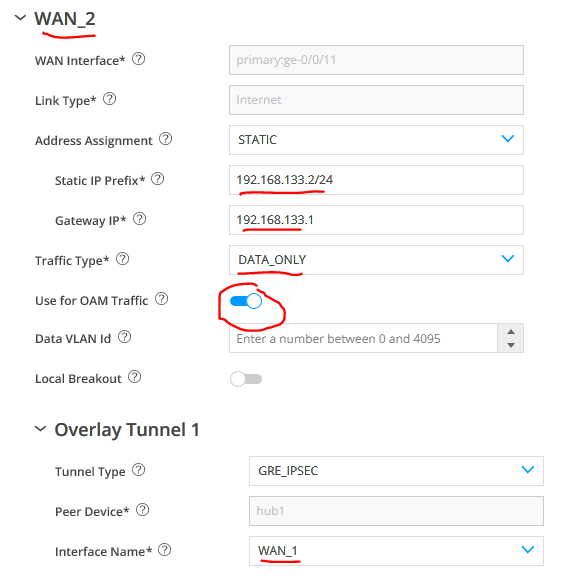 WAN_2
WAN Interface* ? primary:ge-0/0/11
Link Type* ? Internet
Address Assignment ? STATIC
Static IP Prefix* ? 192.168.133.2/24
Gateway IP* ? 192.168.133.1
Traffic Type* ? DATA_ONLY
Use for OAM Traffic ?
Data VLAN Id ? Enter a number between 0 and 4095
Local Breakout ?
Overlay Tunnel 1
Tunnel Type ? GRE_IPSEC
Peer Device* ? hub1
Interface Name* ? WAN_1